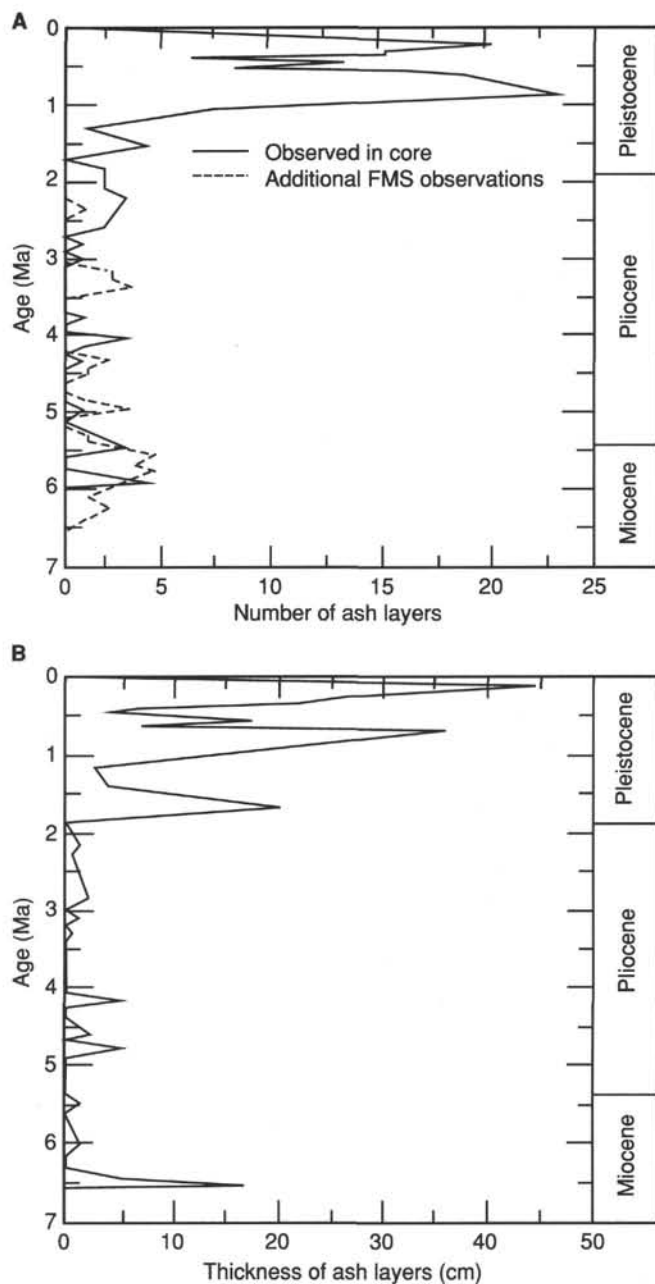 A
0
1
2
3
4
5
6
7
Age (Ma)
Observed in core
Additional FMS observations
0 5 10 15 20 25
Number of ash layers
Pleistocene
Pliocene
Miocene
B
0
1
2
3
4
5
6
7
Age (Ma)
0 10 20 30 40 50
Thickness of ash layers (cm)
Pleistocene
Pliocene
Miocene